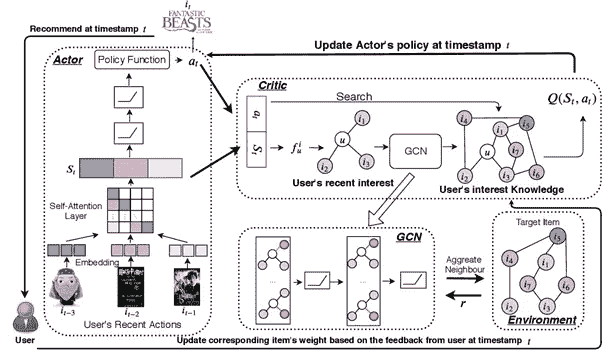 i_t
FANTASTIC
BEASTS
Recommend at timestamp t
Actor
Policy Function
a_t
Update Actor's policy at timestamp t
Critic
Search
Q(S_t, a_t)
a_t
S_t
f_u^i
i_1
u
i_2
i_3
GCN
i_4
i_5
i_1
u
i_7
i_2
i_3
i_6
User's recent interest
User's interest Knowledge
S_t
Self-Attention
Layer
Embedding
i_{t-3}
i_{t-2}
i_{t-1}
User's Recent Actions
GCN
...
...
Aggreate
Neighbour
r
Target Item
i_5
i_4
i_1
i_7
i_6
i_2
i_3
Environment
User
Update corresponding item's weight based on the feedback from user at timestamp t